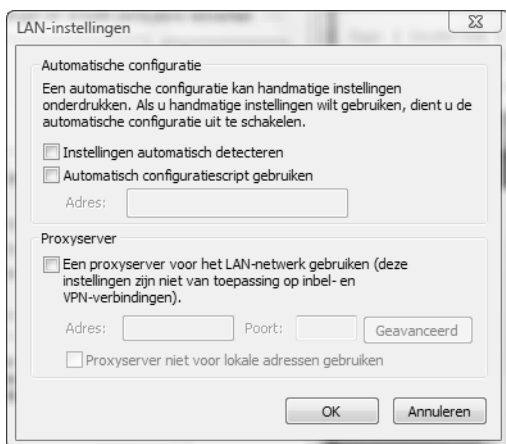 LAN-instellingen
Automatische configuratie
Een automatische configuratie kan handmatige instellingen
onderdrukken. Als u handmatige instellingen wilt gebruiken, dient u de
automatische configuratie uit te schakelen.
Instellingen automatisch detecteren
Automatisch configuratiescript gebruiken
Adres:
Proxyserver
Een proxyserver voor het LAN-netwerk gebruiken (deze
instellingen zijn niet van toepassing op inbel- en
VPN-verbindingen).
Adres: Poort: Geavanceerd
Proxyserver niet voor lokale adressen gebruiken
OK Annuleren